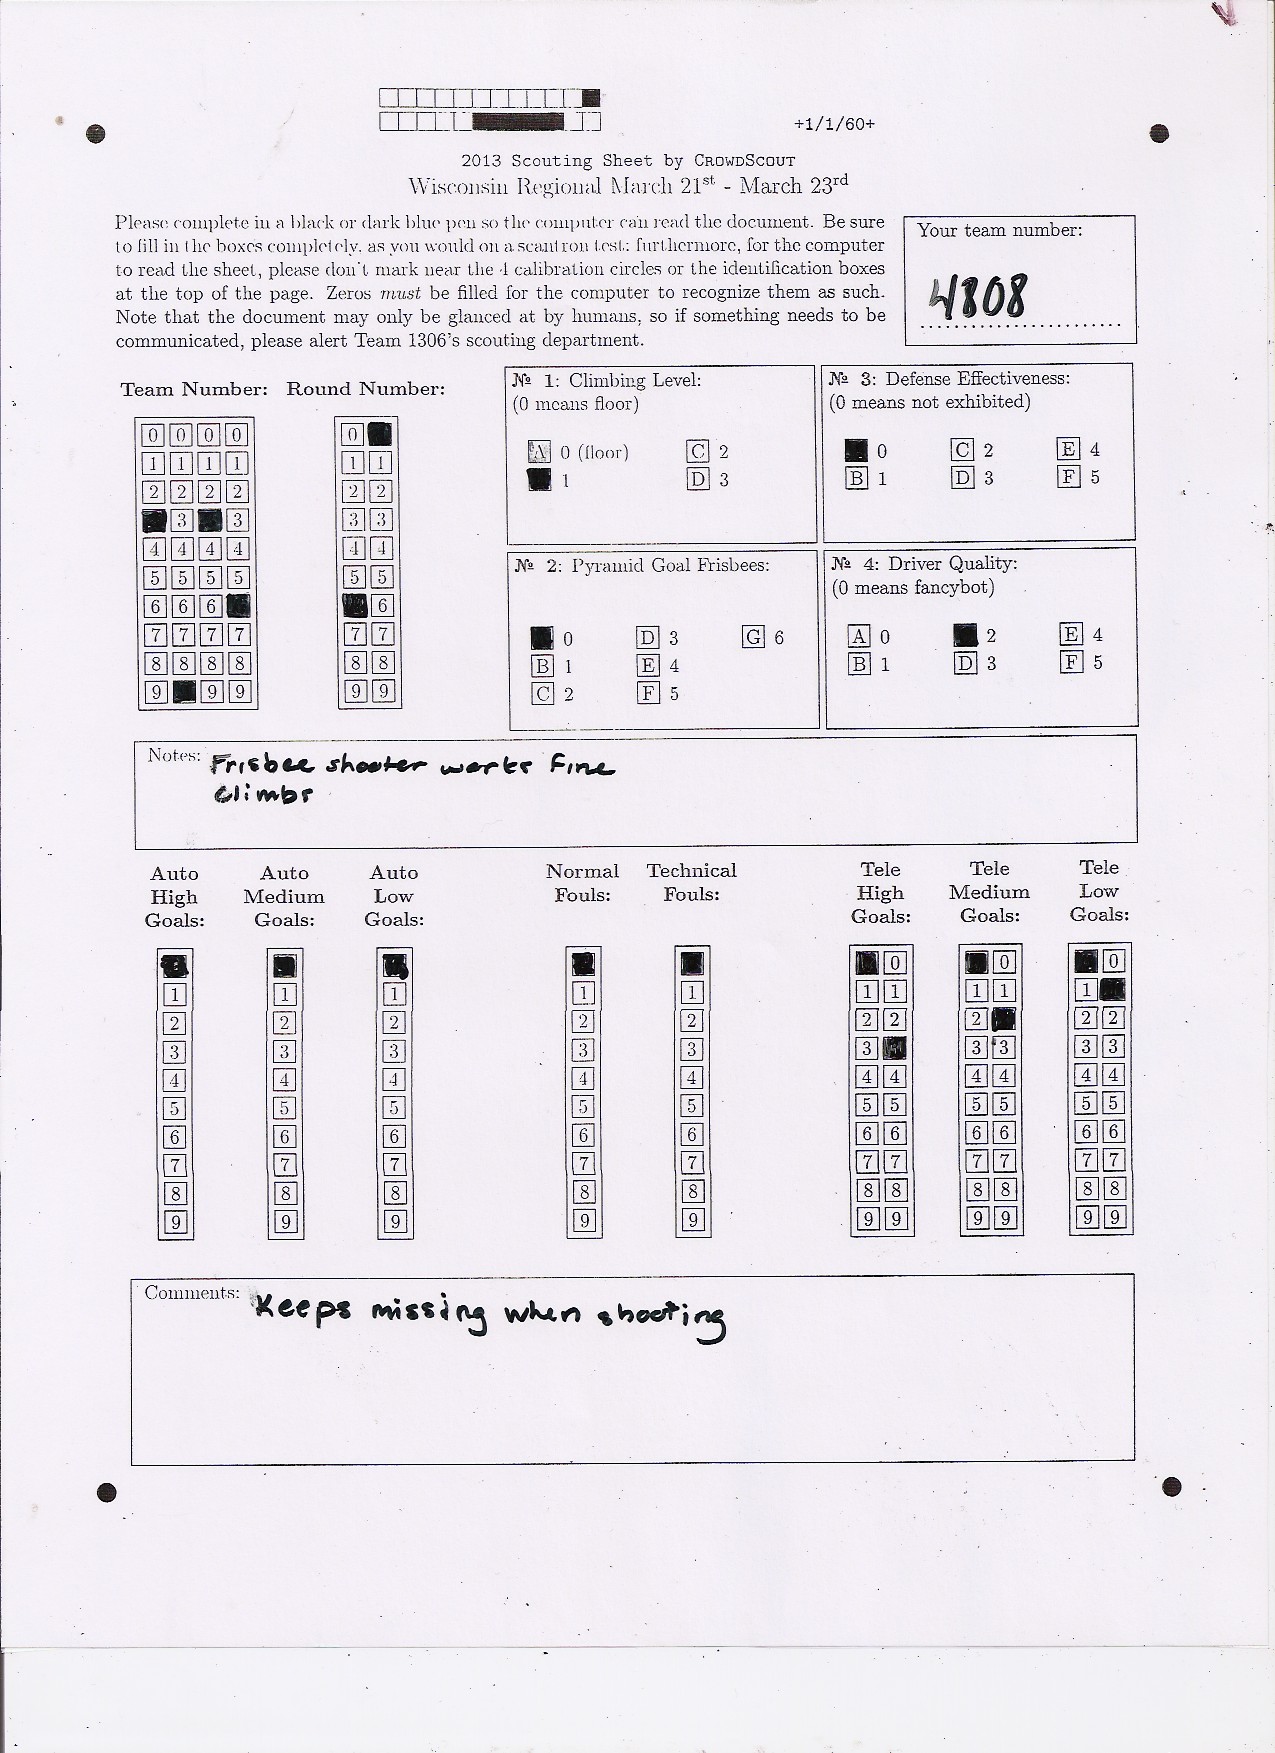 +1/1/60+
2013 Scouting Sheet by CROWDSCOUT
Wisconsin Regional March 21st - March 23rd
Please complete in a black or dark blue pen so the computer can read the document. Be sure
to fill in the boxes completely, as you would on a scantron test; furthermore, for the computer
to read the sheet, please don't mark near the 4 calibration circles or the identification boxes
at the top of the page. Zeros must be filled for the computer to recognize them as such.
Note that the document may only be glanced at by humans, so if something needs to be
communicated, please alert Team 1306's scouting department.
Your team number:
4808
Team Number: Round Number:
0 0 0 0 0
1 1 1 1 1 1
2 2 2 2 2 2
3 3 3 3
4 4 4 4 4 4
5 5 5 5 5 5
6 6 6 6
7 7 7 7 7 7
8 8 8 8 8 8
9 9 9 9 9
№ 1: Climbing Level:
(0 means floor)
A 0 (floor) C 2
1 D 3
№ 3: Defense Effectiveness:
(0 means not exhibited)
0 C 2 E 4
B 1 D 3 F 5
№ 2: Pyramid Goal Frisbees:
0 D 3 G 6
B 1 E 4
C 2 F 5
№ 4: Driver Quality:
(0 means fancybot)
A 0 2 E 4
B 1 D 3 F 5
Notes: Frisbee shooter works fine
climbs
Auto High Goals: Auto Medium Goals: Auto Low Goals: Normal Fouls: Technical Fouls: Tele High Goals: Tele Medium Goals: Tele Low Goals:
0 0 0
1 1 1 1 1 1 1 1 1 1
2 2 2 2 2 2 2 2 2 2
3 3 3 3 3 3 3 3 3 3
4 4 4 4 4 4 4 4 4 4 4
5 5 5 5 5 5 5 5 5 5 5
6 6 6 6 6 6 6 6 6 6 6
7 7 7 7 7 7 7 7 7 7 7
8 8 8 8 8 8 8 8 8 8 8
9 9 9 9 9 9 9 9 9 9 9
Comments: Keeps missing when shooting